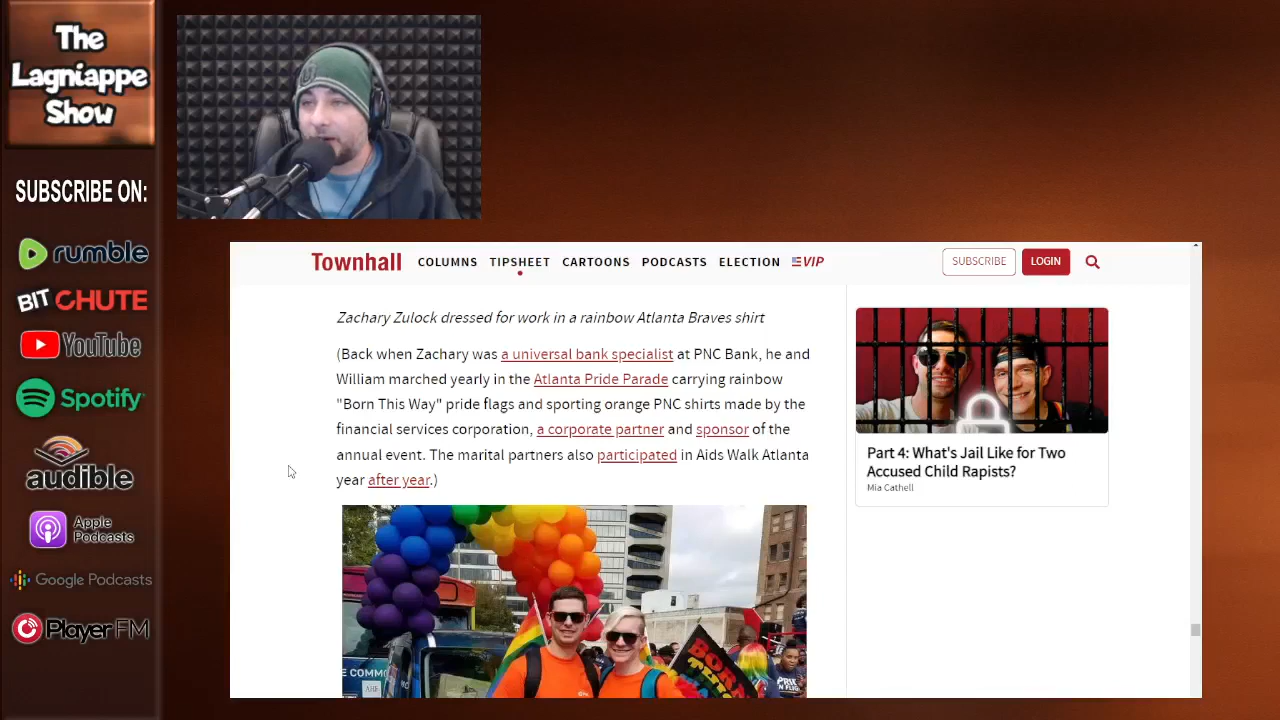 The
Lagniappe
Show
SUBSCRIBE ON:
rumble
BIT CHUTE
YouTube
Spotify
audible
Apple
Podcasts
Google Podcasts
Player FM
Townhall COLUMNS TIPSHEET CARTOONS PODCASTS ELECTION VIP SUBSCRIBE LOGIN
Zachary Zulock dressed for work in a rainbow Atlanta Braves shirt
(Back when Zachary was a universal bank specialist at PNC Bank, he and
William marched yearly in the Atlanta Pride Parade carrying rainbow
"Born This Way" pride flags and sporting orange PNC shirts made by the
financial services corporation, a corporate partner and sponsor of the
annual event. The marital partners also participated in Aids Walk Atlanta
year after year.)
Part 4: What's Jail Like for Two
Accused Child Rapists?
Mia Cathell